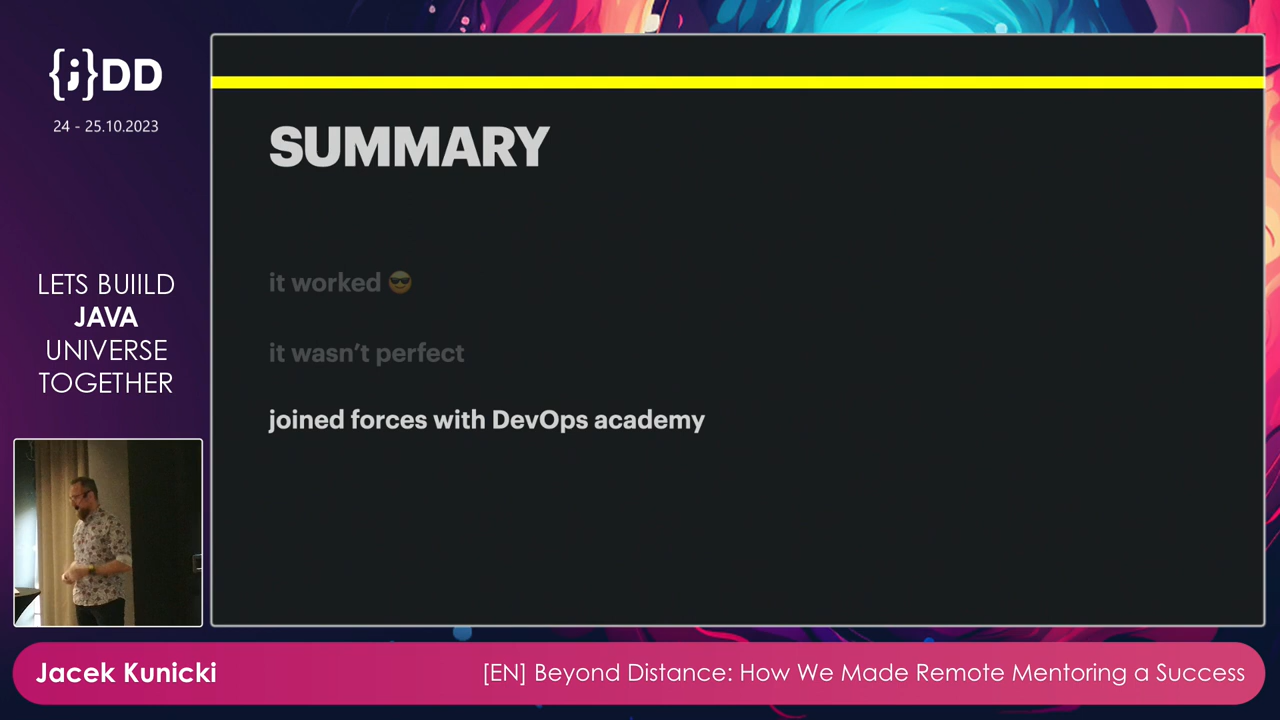 {j}DD
24 - 25.10.2023
LETS BUIILD
JAVA
UNIVERSE
TOGETHER
SUMMARY
it worked 😎
it wasn’t perfect
joined forces with DevOps academy
Jacek Kunicki
[EN] Beyond Distance: How We Made Remote Mentoring a Success